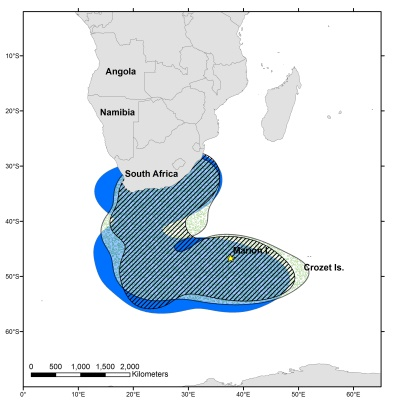 10°S
20°S
30°S
40°S
50°S
60°S
Angola
Namibia
South Africa
Marion I.
Crozet Is.
0 500 1,000 1,500 2,000
Kilometers
0° 10°E 20°E 30°E 40°E 50°E 60°E